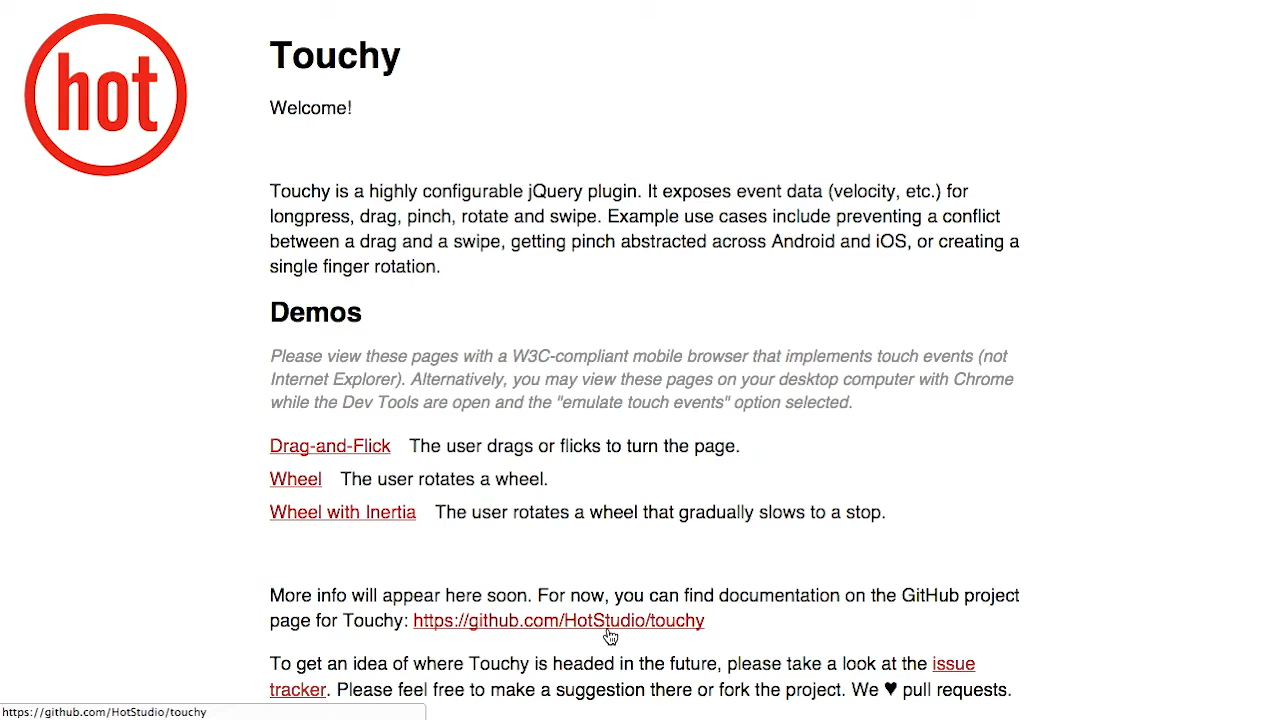 hot
Touchy
Welcome!
Touchy is a highly configurable jQuery plugin. It exposes event data (velocity, etc.) for
longpress, drag, pinch, rotate and swipe. Example use cases include preventing a conflict
between a drag and a swipe, getting pinch abstracted across Android and iOS, or creating a
single finger rotation.
Demos
Please view these pages with a W3C-compliant mobile browser that implements touch events (not
Internet Explorer). Alternatively, you may view these pages on your desktop computer with Chrome
while the Dev Tools are open and the "emulate touch events" option selected.
Drag-and-Flick The user drags or flicks to turn the page.
Wheel The user rotates a wheel.
Wheel with Inertia The user rotates a wheel that gradually slows to a stop.
More info will appear here soon. For now, you can find documentation on the GitHub project
page for Touchy: https://github.com/HotStudio/touchy
To get an idea of where Touchy is headed in the future, please take a look at the issue
tracker. Please feel free to make a suggestion there or fork the project. We ♥ pull requests.
https://github.com/HotStudio/touchy